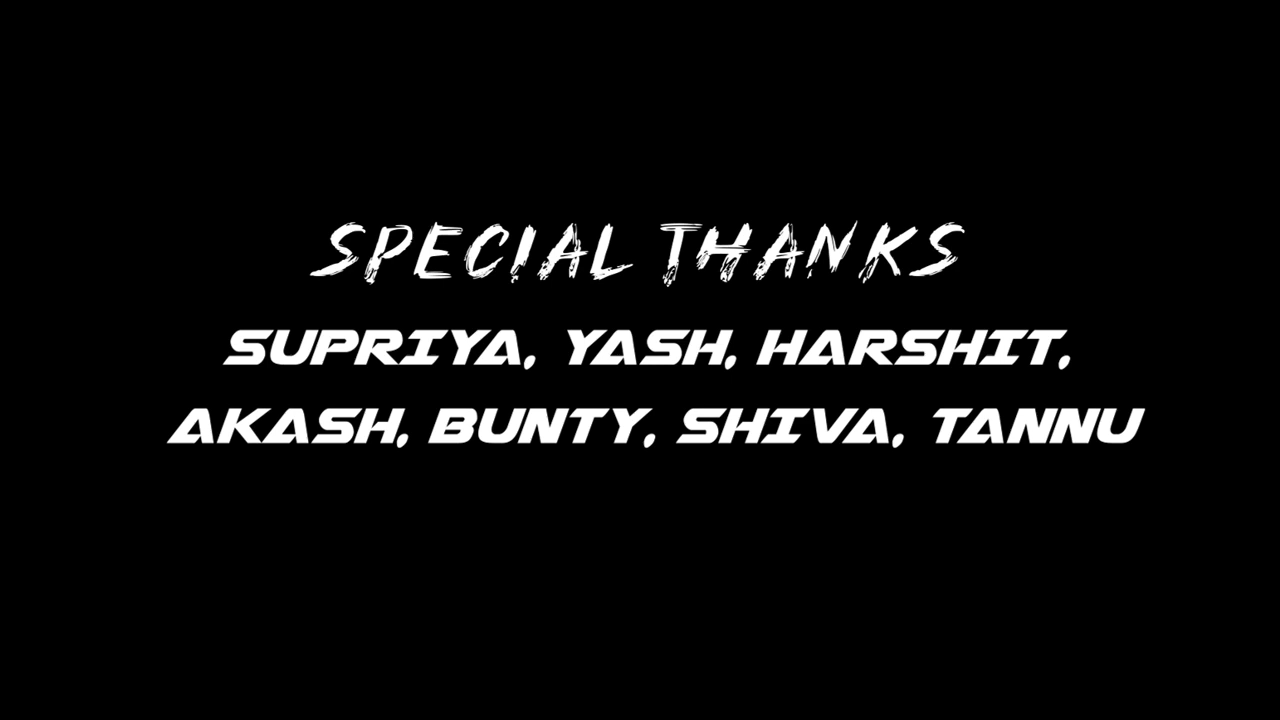 SPECIAL THANKS
SUPRIYA, YASH, HARSHIT,
AKASH, BUNTY, SHIVA, TANNU